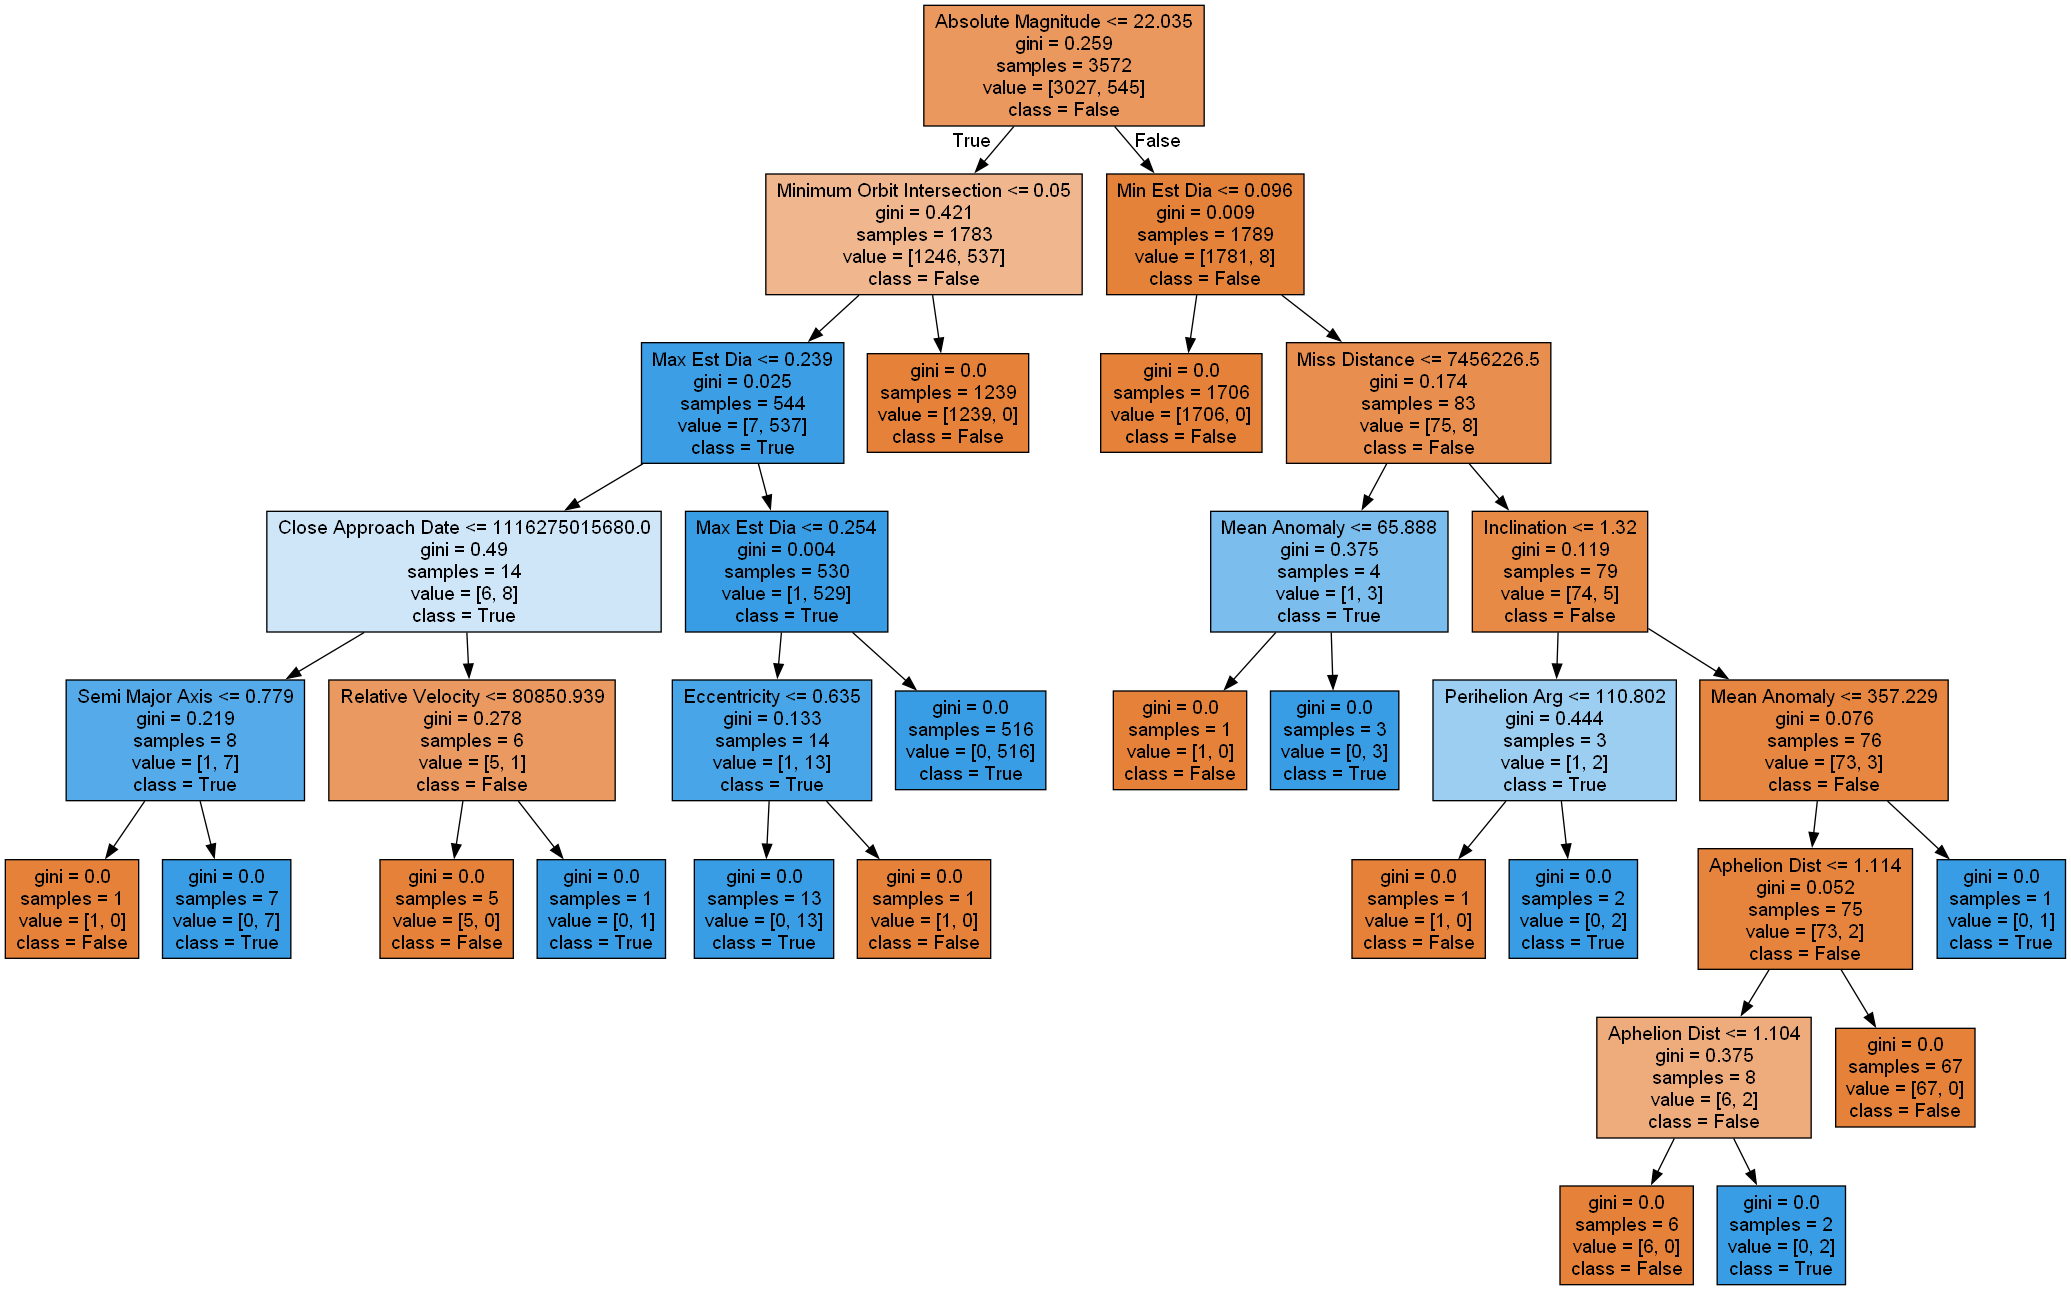 Absolute Magnitude <= 22.035
gini = 0.259
samples = 3572
value = [3027, 545]
class = False
True
False
Minimum Orbit Intersection <= 0.05
gini = 0.421
samples = 1783
value = [1246, 537]
class = False
Min Est Dia <= 0.096
gini = 0.009
samples = 1789
value = [1781, 8]
class = False
Max Est Dia <= 0.239
gini = 0.025
samples = 544
value = [7, 537]
class = True
gini = 0.0
samples = 1239
value = [1239, 0]
class = False
gini = 0.0
samples = 1706
value = [1706, 0]
class = False
Miss Distance <= 7456226.5
gini = 0.174
samples = 83
value = [75, 8]
class = False
Close Approach Date <= 1116275015680.0
gini = 0.49
samples = 14
value = [6, 8]
class = True
Max Est Dia <= 0.254
gini = 0.004
samples = 530
value = [1, 529]
class = True
Mean Anomaly <= 65.888
gini = 0.375
samples = 4
value = [1, 3]
class = True
Inclination <= 1.32
gini = 0.119
samples = 79
value = [74, 5]
class = False
Semi Major Axis <= 0.779
gini = 0.219
samples = 8
value = [1, 7]
class = True
Relative Velocity <= 80850.939
gini = 0.278
samples = 6
value = [5, 1]
class = False
Eccentricity <= 0.635
gini = 0.133
samples = 14
value = [1, 13]
class = True
gini = 0.0
samples = 516
value = [0, 516]
class = True
gini = 0.0
samples = 1
value = [1, 0]
class = False
gini = 0.0
samples = 3
value = [0, 3]
class = True
Perihelion Arg <= 110.802
gini = 0.444
samples = 3
value = [1, 2]
class = True
Mean Anomaly <= 357.229
gini = 0.076
samples = 76
value = [73, 3]
class = False
gini = 0.0
samples = 1
value = [1, 0]
class = False
gini = 0.0
samples = 7
value = [0, 7]
class = True
gini = 0.0
samples = 5
value = [5, 0]
class = False
gini = 0.0
samples = 1
value = [0, 1]
class = True
gini = 0.0
samples = 13
value = [0, 13]
class = True
gini = 0.0
samples = 1
value = [1, 0]
class = False
gini = 0.0
samples = 1
value = [1, 0]
class = False
gini = 0.0
samples = 2
value = [0, 2]
class = True
Aphelion Dist <= 1.114
gini = 0.052
samples = 75
value = [73, 2]
class = False
gini = 0.0
samples = 1
value = [0, 1]
class = True
Aphelion Dist <= 1.104
gini = 0.375
samples = 8
value = [6, 2]
class = False
gini = 0.0
samples = 67
value = [67, 0]
class = False
gini = 0.0
samples = 6
value = [6, 0]
class = False
gini = 0.0
samples = 2
value = [0, 2]
class = True